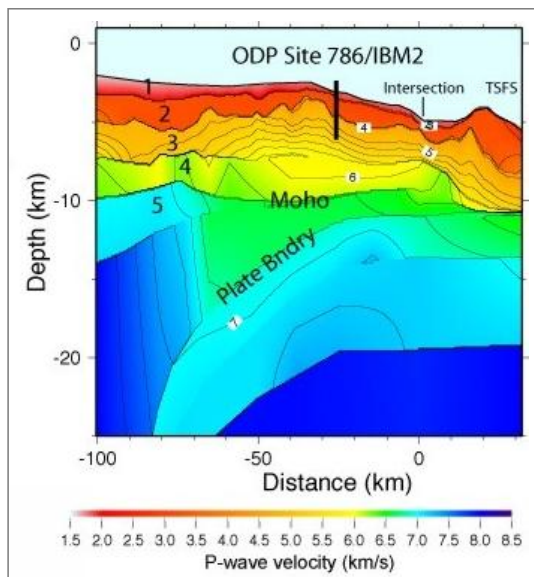 0
ODP Site 786/IBM2
Intersection
TSFS
1
2
3
4
5
4
5
6
7
Moho
Plate Bndry
-10
-20
Depth (km)
-100
-50
0
Distance (km)
1.5 2.0 2.5 3.0 3.5 4.0 4.5 5.0 5.5 6.0 6.5 7.0 7.5 8.0 8.5
P-wave velocity (km/s)